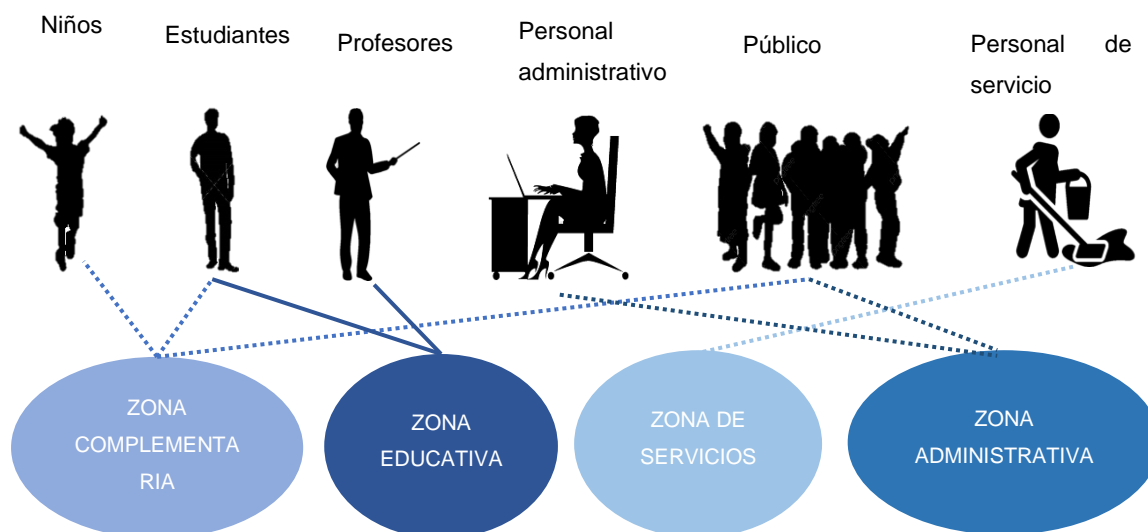 Niños
Estudiantes
Profesores
Personal
administrativo
Público
Personal de
servicio
ZONA
COMPLEMENTA
RIA
ZONA
EDUCATIVA
ZONA DE
SERVICIOS
ZONA
ADMINISTRATIVA